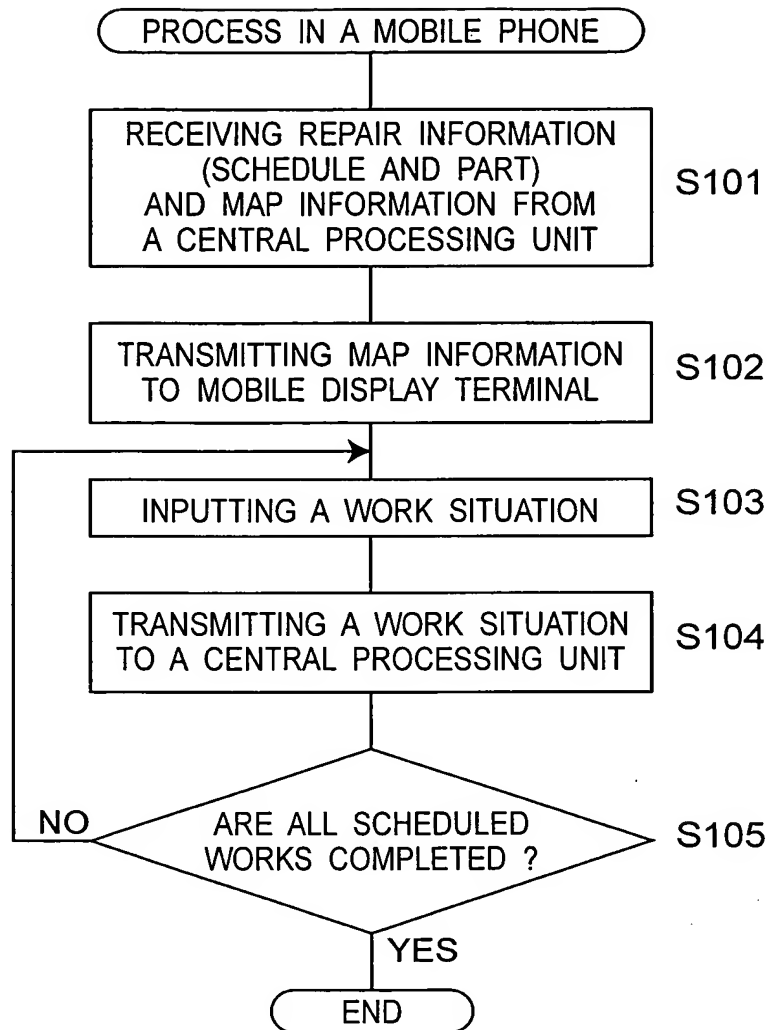 PROCESS IN A MOBILE PHONE
RECEIVING REPAIR INFORMATION
(SCHEDULE AND PART)
AND MAP INFORMATION FROM
A CENTRAL PROCESSING UNIT
S101
TRANSMITTING MAP INFORMATION
TO MOBILE DISPLAY TERMINAL
S102
INPUTTING A WORK SITUATION
S103
TRANSMITTING A WORK SITUATION
TO A CENTRAL PROCESSING UNIT
S104
NO
ARE ALL SCHEDULED
WORKS COMPLETED ?
S105
YES
END